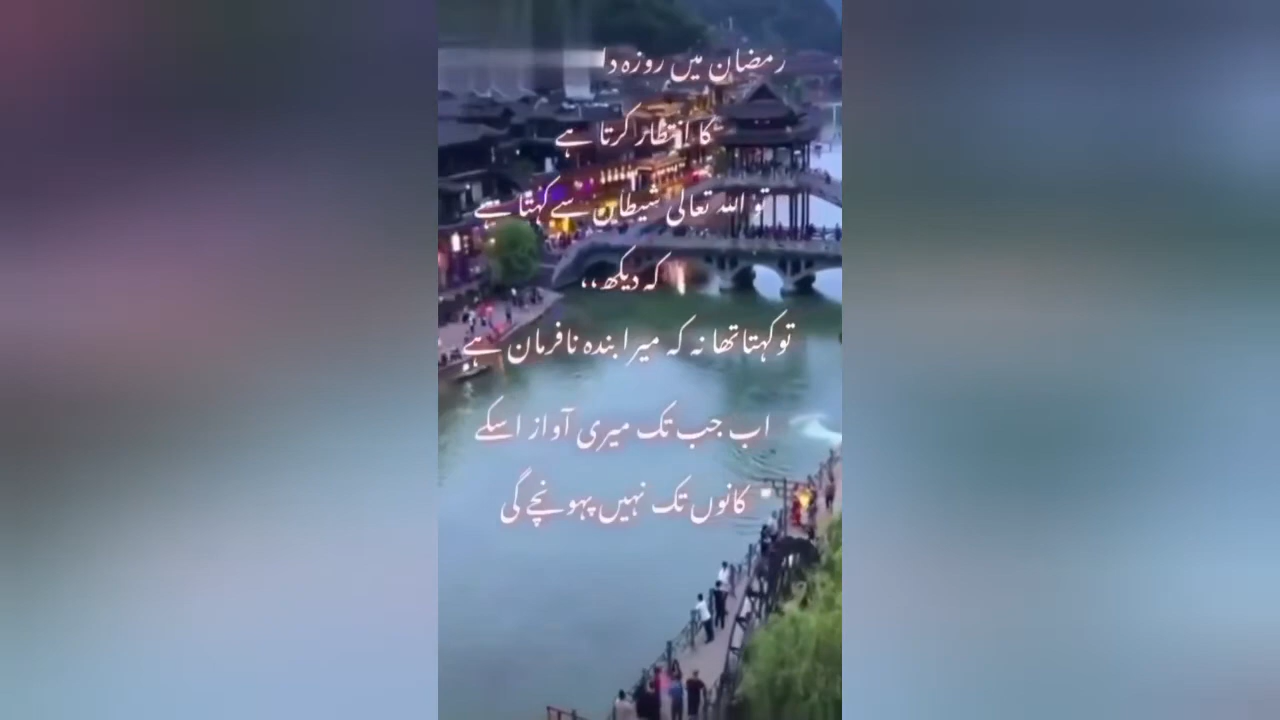 رمضان میں روزہ دا
کا انتظار کرتا ہے
تو اللہ تعالی شیطان سے کہتا ہے
کہ دیکھ،،
تو کہتا تھا نہ کہ میرا بندہ نافرمان ہے
اب جب تک میری آواز اسکے
کانوں تک نہیں پہونچے گی